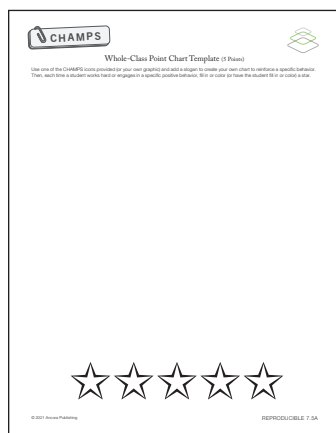 CHAMPS
Whole-Class Point Chart Template (5 Points)
Use one of the CHAMPS icons provided (or your own graphic) and add a slogan to create your own chart to reinforce a specific behavior.
Then, each time a student works hard or engages in a specific positive behavior, fill in or color (or have the student fill in or color) a star.
© 2021 Ancora Publishing
REPRODUCIBLE 7.5A